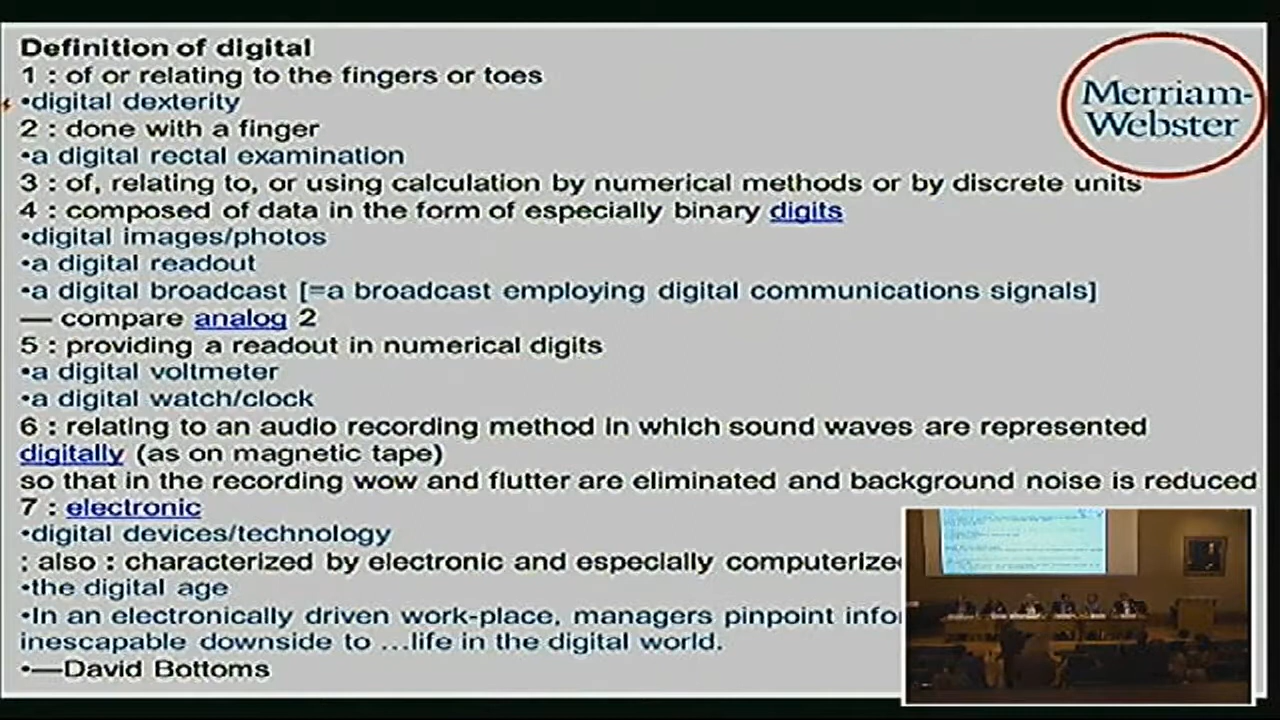 Definition of digital
1 : of or relating to the fingers or toes
•digital dexterity
2 : done with a finger
•a digital rectal examination
3 : of, relating to, or using calculation by numerical methods or by discrete units
4 : composed of data in the form of especially binary digits
•digital images/photos
•a digital readout
•a digital broadcast [=a broadcast employing digital communications signals]
— compare analog 2
5 : providing a readout in numerical digits
•a digital voltmeter
•a digital watch/clock
6 : relating to an audio recording method in which sound waves are represented
digitally (as on magnetic tape)
so that in the recording wow and flutter are eliminated and background noise is reduced
7 : electronic
•digital devices/technology
; also : characterized by electronic and especially computerized
•the digital age
•In an electronically driven work-place, managers pinpoint
inescapable downside to …life in the digital world.
•—David Bottoms
Merriam-
Webster